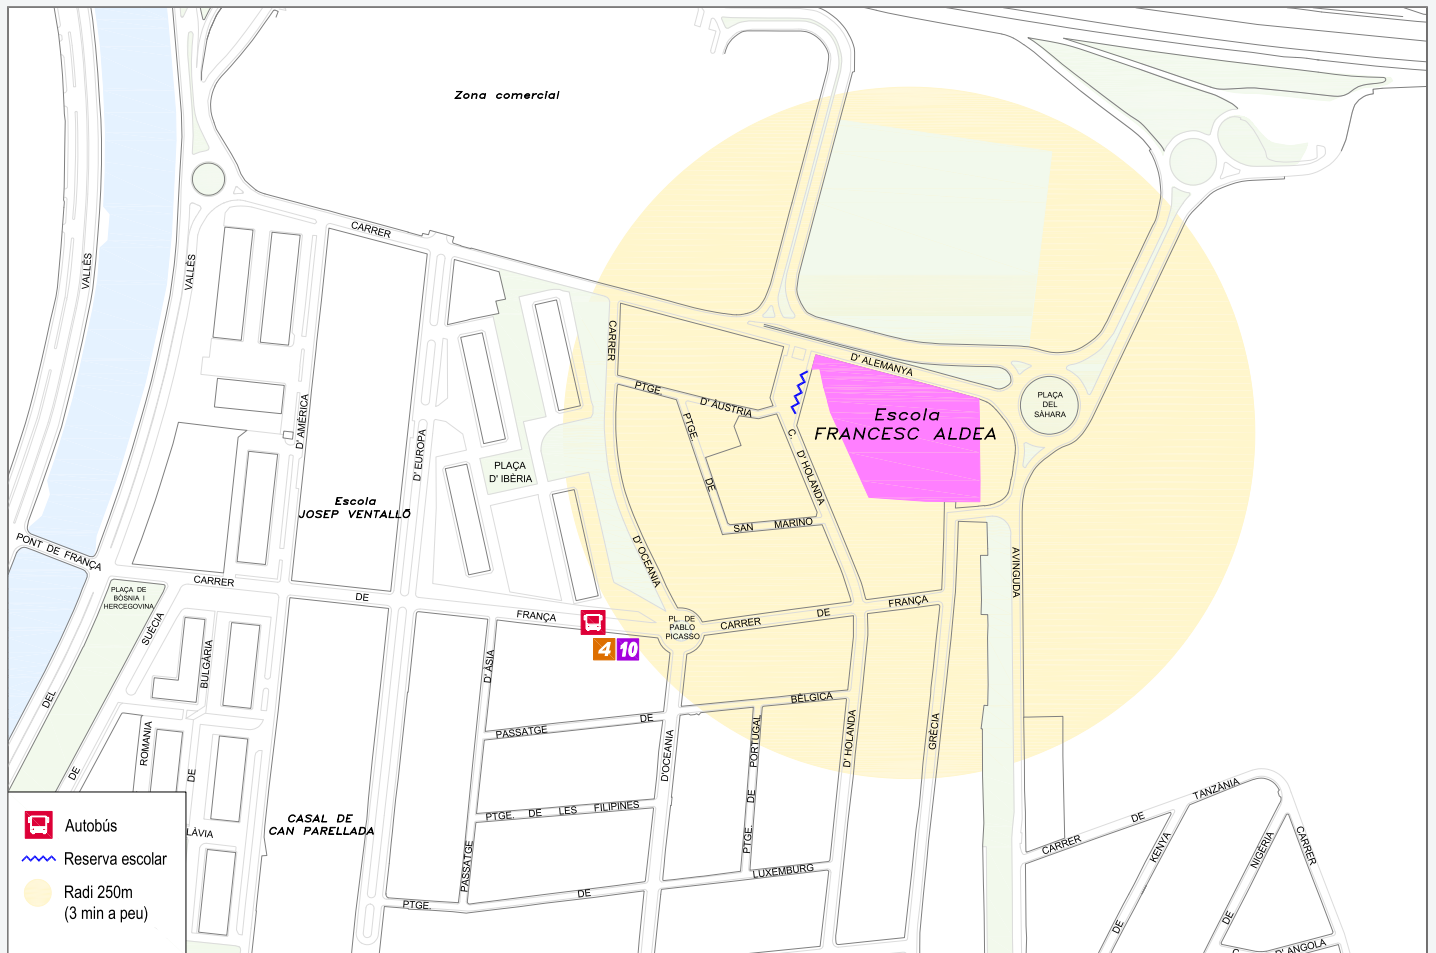 Zona comercial
CARRER
VALLÈS
VALLÈS
CARRER
D' ALEMANYA
PTGE.
D' ÀUSTRIA
PLAÇA
DEL
SÀHARA
Escola
FRANCESC ALDEA
D' AMÈRICA
D' EUROPA
PTGE.
C.
D' HOLANDA
PLAÇA
D' IBÈRIA
DE
Escola
JOSEP VENTALLÓ
SAN MARINO
PONT DE FRANÇA
D' OCEANIA
AVINGUDA
CARRER
DE
FRANÇA
PLAÇA DE
BÒSNIA I
HERCEGOVINA
SUÈCIA
PL. DE
PABLO
PICASSO
CARRER
DE
FRANÇA
4 10
BULGÀRIA
D' ÀSIA
DEL
BÈLGICA
DE
PASSATGE
ROMANIA
D'OCEANIA
PORTUGAL
D' HOLANDA
GRÈCIA
DE
DE
DE
PTGE.
PTGE. DE LES FILIPINES
CASAL DE
CAN PARELLADA
LÀVIA
PASSATGE
LUXEMBURG
DE
PTGE.
TANZÀNIA
DE
CARRER
KENYA
NIGÈRIA
CARRER
DE
DE
C.
D' ANGOLA
Autobús
Reserva escolar
Radi 250m
(3 min a peu)